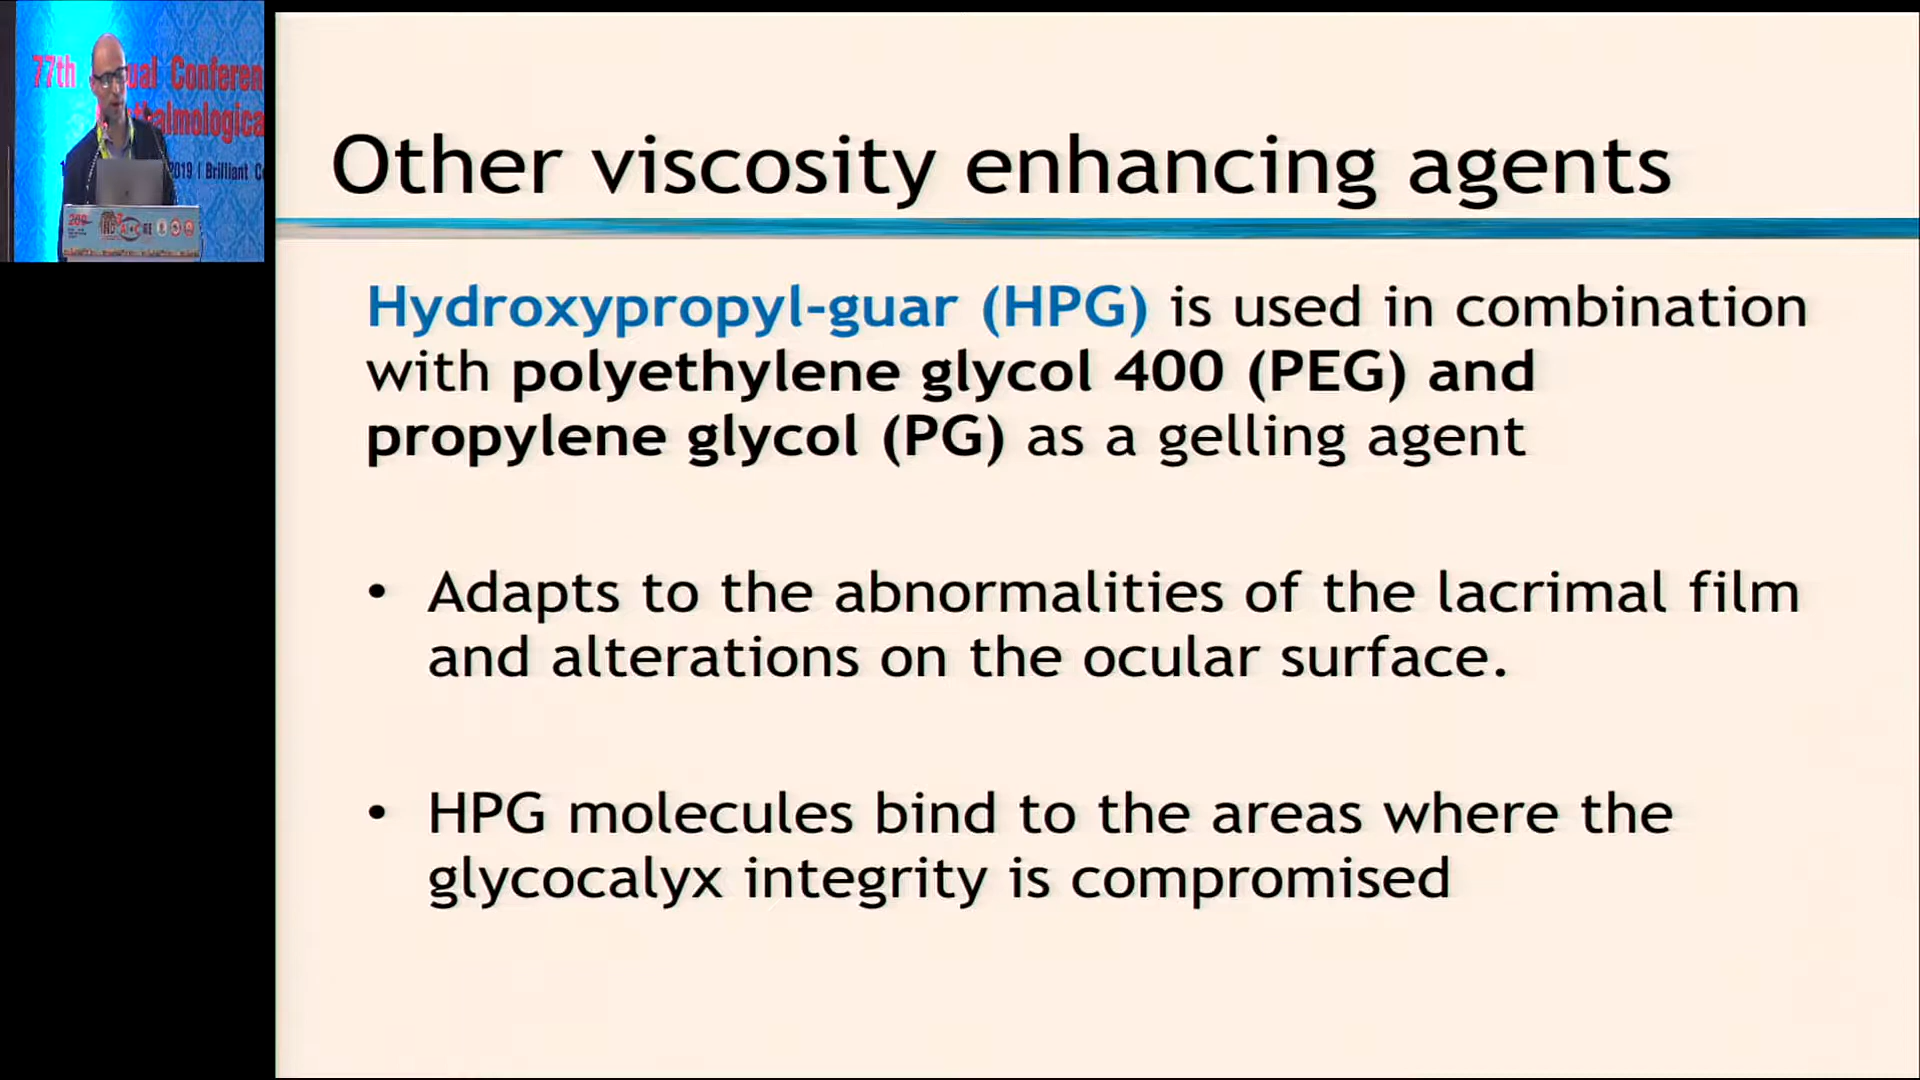 77th ual Conferen
thalmologica
2019 | Brilliant Co
Other viscosity enhancing agents
Hydroxypropyl-guar (HPG) is used in combination
with polyethylene glycol 400 (PEG) and
propylene glycol (PG) as a gelling agent
• Adapts to the abnormalities of the lacrimal film
and alterations on the ocular surface.
• HPG molecules bind to the areas where the
glycocalyx integrity is compromised